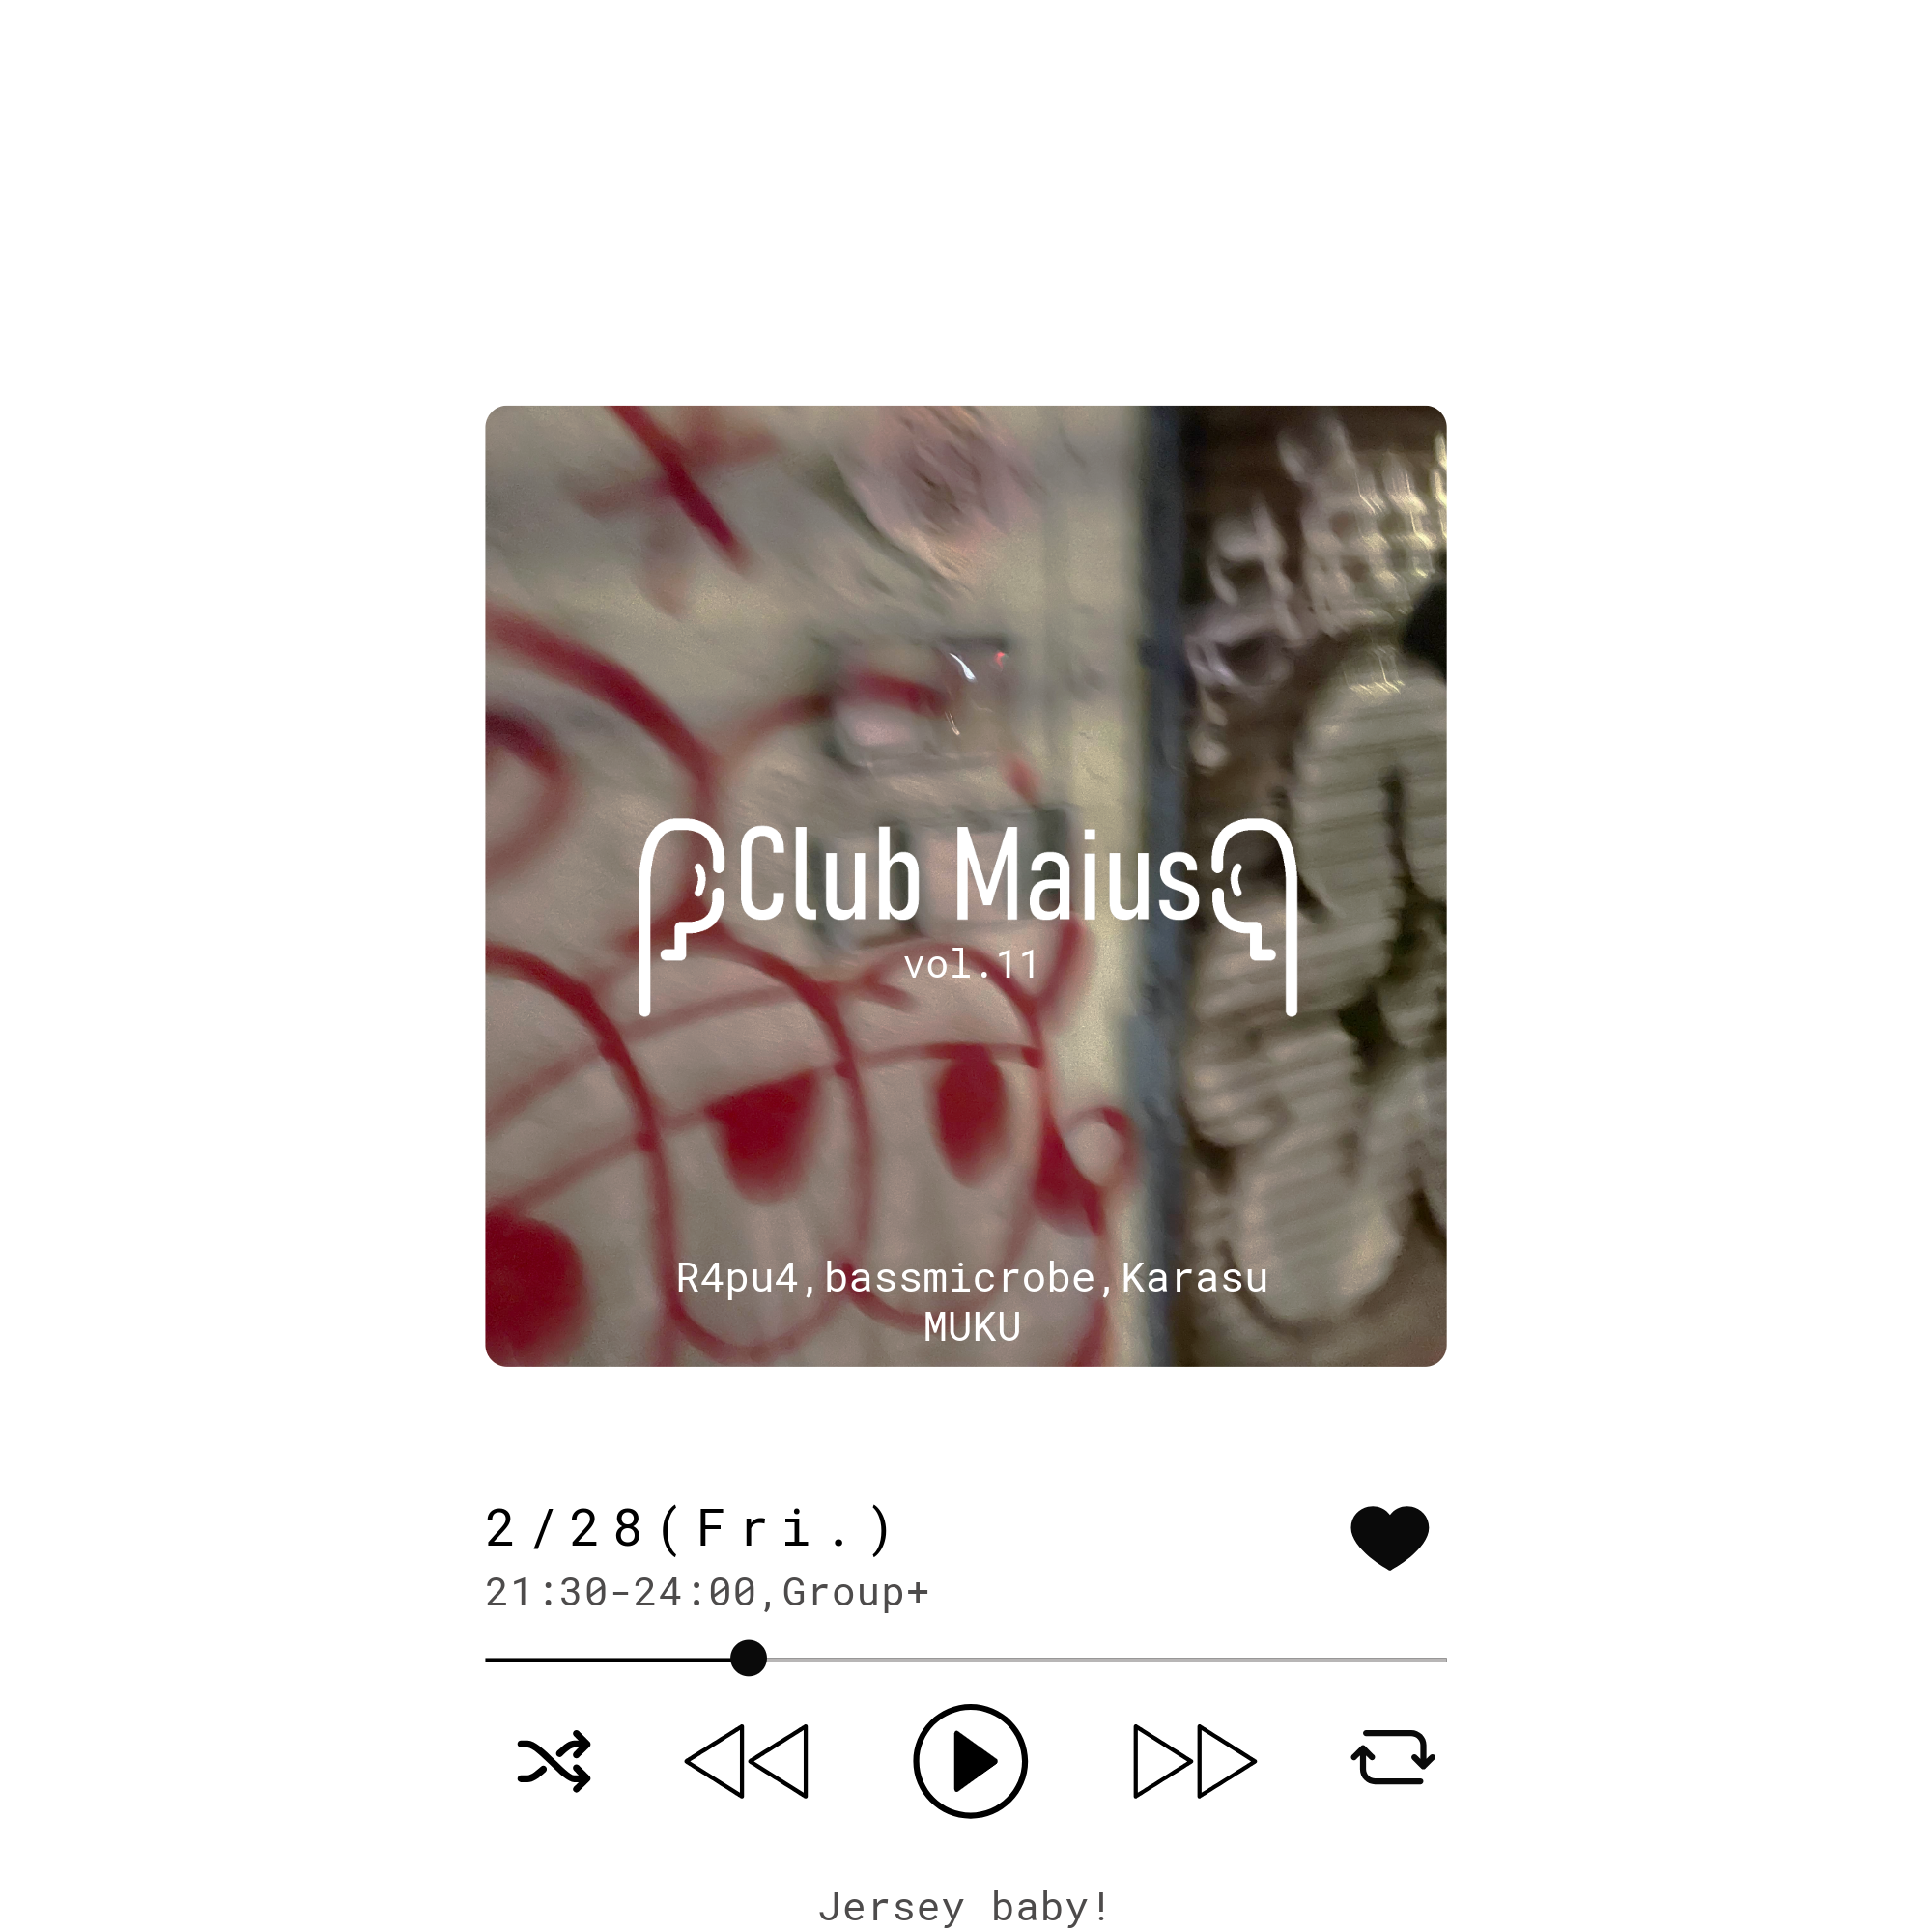 Club Maius
vol.11
R4pu4,bassmicrobe,Karasu
MUKU
2/28(Fri.)
21:30-24:00,Group+
Jersey baby!